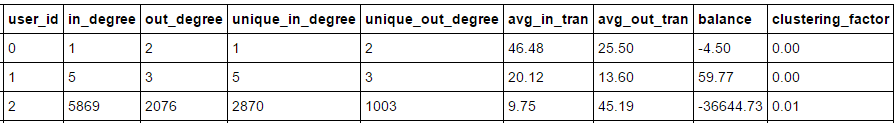 user_id in_degree out_degree unique_in_degree unique_out_degree avg_in_tran avg_out_tran balance clustering_factor
0 1 2 1 2 46.48 25.50 -4.50 0.00
1 5 3 5 3 20.12 13.60 59.77 0.00
2 5869 2076 2870 1003 9.75 45.19 -36644.73 0.01